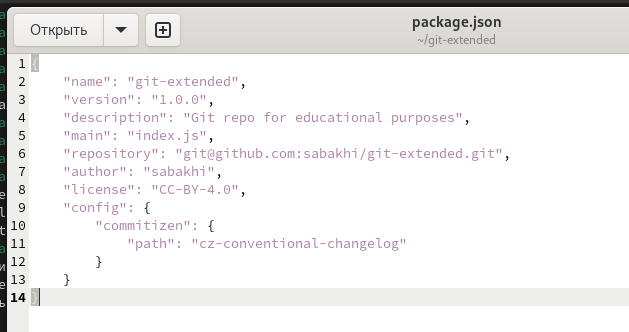 Открыть
package.json
~/git-extended
1 {
2     "name": "git-extended",
3     "version": "1.0.0",
4     "description": "Git repo for educational purposes",
5     "main": "index.js",
6     "repository": "git@github.com:sabakhi/git-extended.git",
7     "author": "sabakhi",
8     "license": "CC-BY-4.0",
9     "config": {
10         "commitizen": {
11             "path": "cz-conventional-changelog"
12         }
13     }
14 }